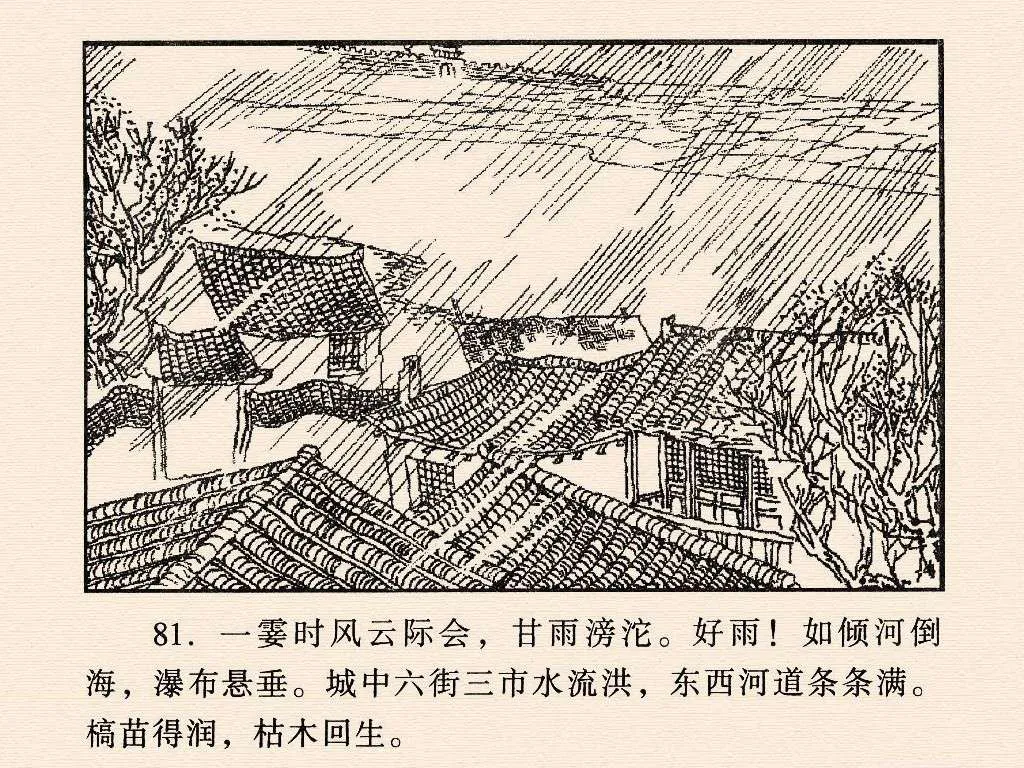 81. 一霎时风云际会，甘雨滂沱。好雨！如倾河倒
海，瀑布悬垂。城中六街三市水流洪，东西河道条条满。
槁苗得润，枯木回生。